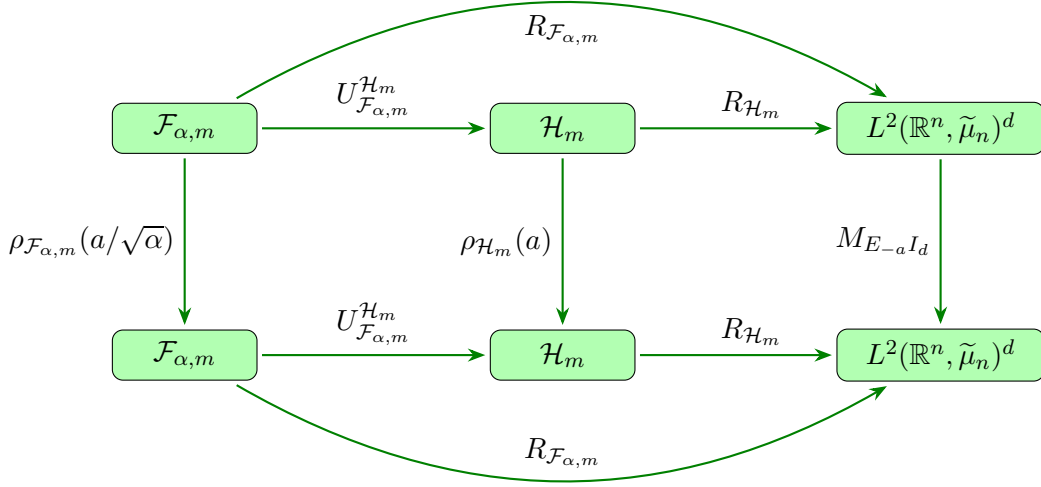 $R_{\mathcal{F}_{\alpha,m}}$
$U_{\mathcal{F}_{\alpha,m}}^{\mathcal{H}_m}$ $R_{\mathcal{H}_m}$
$\mathcal{F}_{\alpha,m}$ $\mathcal{H}_m$ $L^2(\mathbb{R}^n, \widetilde{\mu}_n)^d$
$\rho_{\mathcal{F}_{\alpha,m}}(a/\sqrt{\alpha})$ $\rho_{\mathcal{H}_m}(a)$ $M_{E_{-a} I_d}$
$U_{\mathcal{F}_{\alpha,m}}^{\mathcal{H}_m}$ $R_{\mathcal{H}_m}$
$\mathcal{F}_{\alpha,m}$ $\mathcal{H}_m$ $L^2(\mathbb{R}^n, \widetilde{\mu}_n)^d$
$R_{\mathcal{F}_{\alpha,m}}$